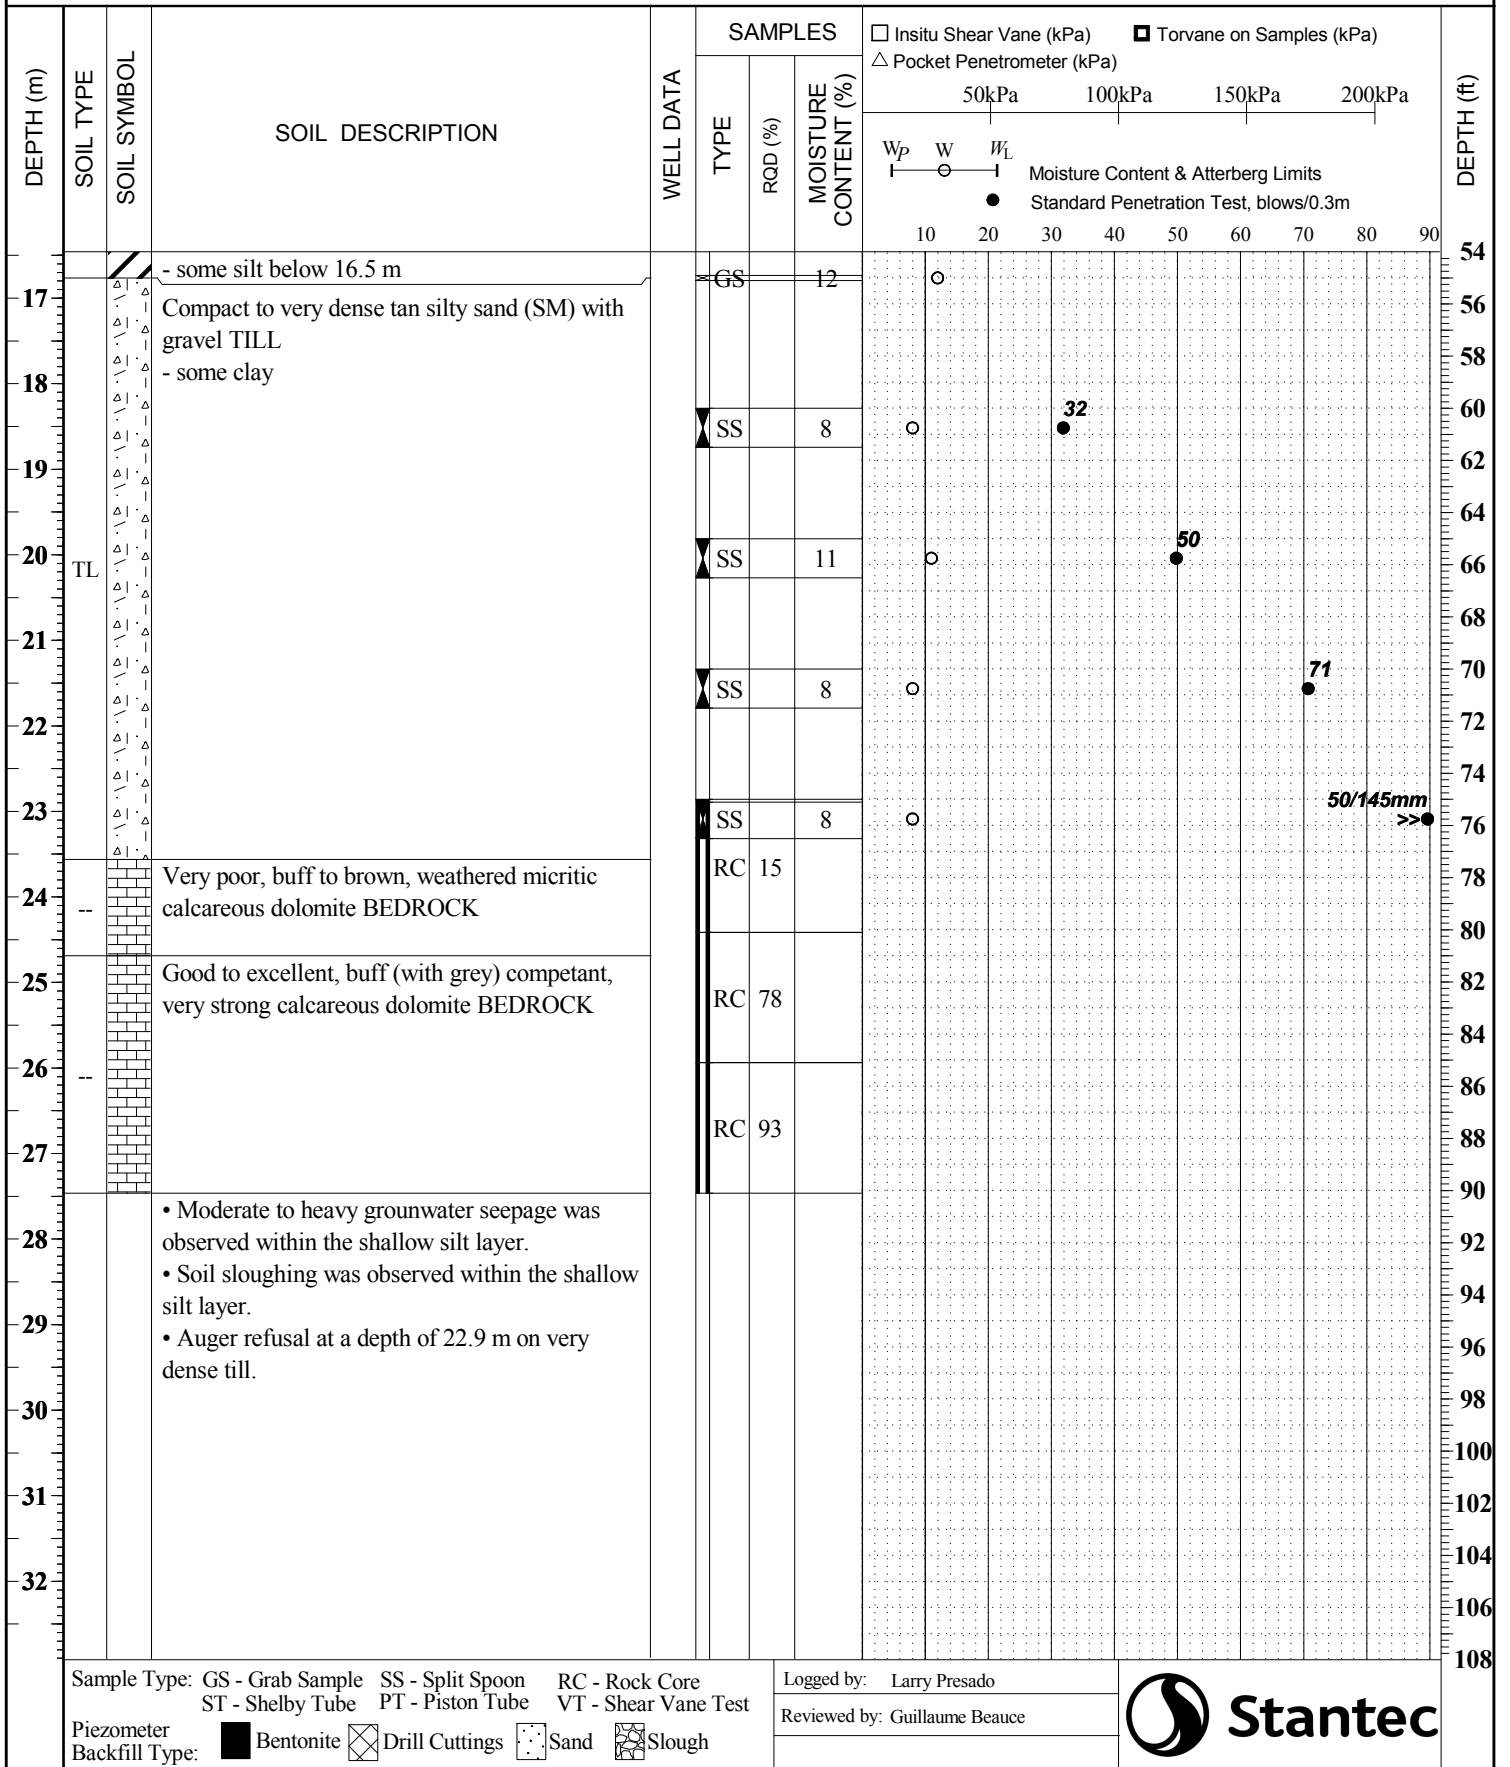 SAMPLES
Insitu Shear Vane (kPa) Torvane on Samples (kPa)
Pocket Penetrometer (kPa)
50kPa 100kPa 150kPa 200kPa
DEPTH (m)
SOIL TYPE
SOIL SYMBOL
SOIL DESCRIPTION
WELL DATA
TYPE
RQD (%)
MOISTURE
CONTENT (%)
DEPTH (ft)
WP W WL
Moisture Content & Atterberg Limits
Standard Penetration Test, blows/0.3m
10 20 30 40 50 60 70 80 90
54
- some silt below 16.5 m
GS 12
17
56
Compact to very dense tan silty sand (SM) with
gravel TILL
58
- some clay
18
60
32
SS 8
19
62
64
50
20
TL
SS 11
66
21
68
70
71
SS 8
22
72
74
50/145mm
23
SS 8
>>
76
RC 15
Very poor, buff to brown, weathered micritic
calcareous dolomite BEDROCK
78
24
--
80
Good to excellent, buff (with grey) competant,
very strong calcareous dolomite BEDROCK
25
82
RC 78
84
26
--
86
RC 93
88
27
90
• Moderate to heavy grounwater seepage was
observed within the shallow silt layer.
28
92
• Soil sloughing was observed within the shallow
silt layer.
94
29
• Auger refusal at a depth of 22.9 m on very
dense till.
96
30
98
100
31
102
104
32
106
108
Sample Type: GS - Grab Sample SS - Split Spoon RC - Rock Core
ST - Shelby Tube PT - Piston Tube VT - Shear Vane Test
Piezometer
Backfill Type: Bentonite Drill Cuttings Sand Slough
Logged by: Larry Presado
Reviewed by: Guillaume Beauce
Stantec